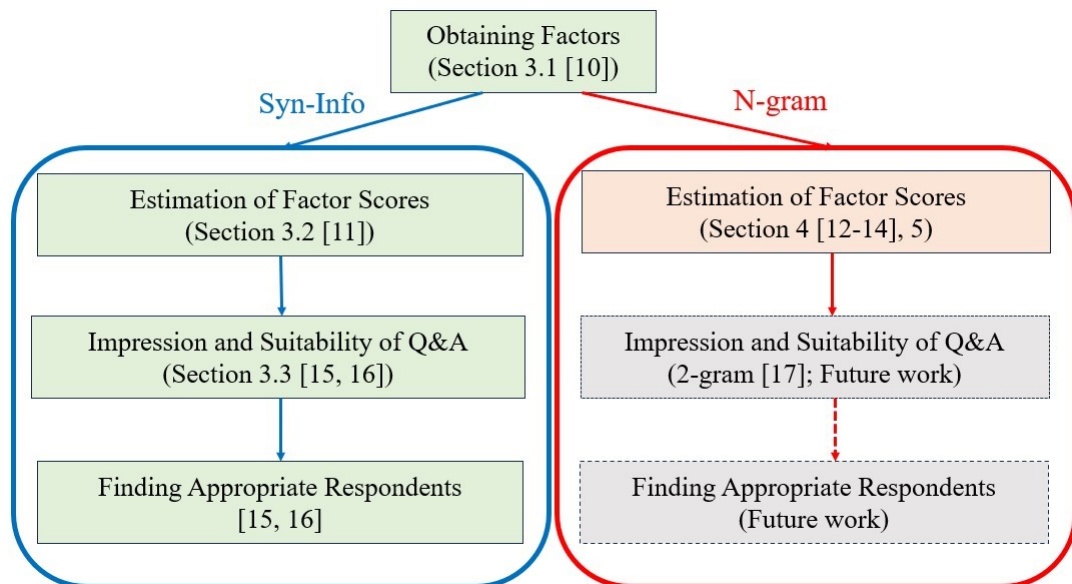 Obtaining Factors
(Section 3.1 [10])
Syn-Info
N-gram
Estimation of Factor Scores
(Section 3.2 [11])
Impression and Suitability of Q&A
(Section 3.3 [15, 16])
Finding Appropriate Respondents
[15, 16]
Estimation of Factor Scores
(Section 4 [12-14], 5)
Impression and Suitability of Q&A
(2-gram [17]; Future work)
Finding Appropriate Respondents
(Future work)